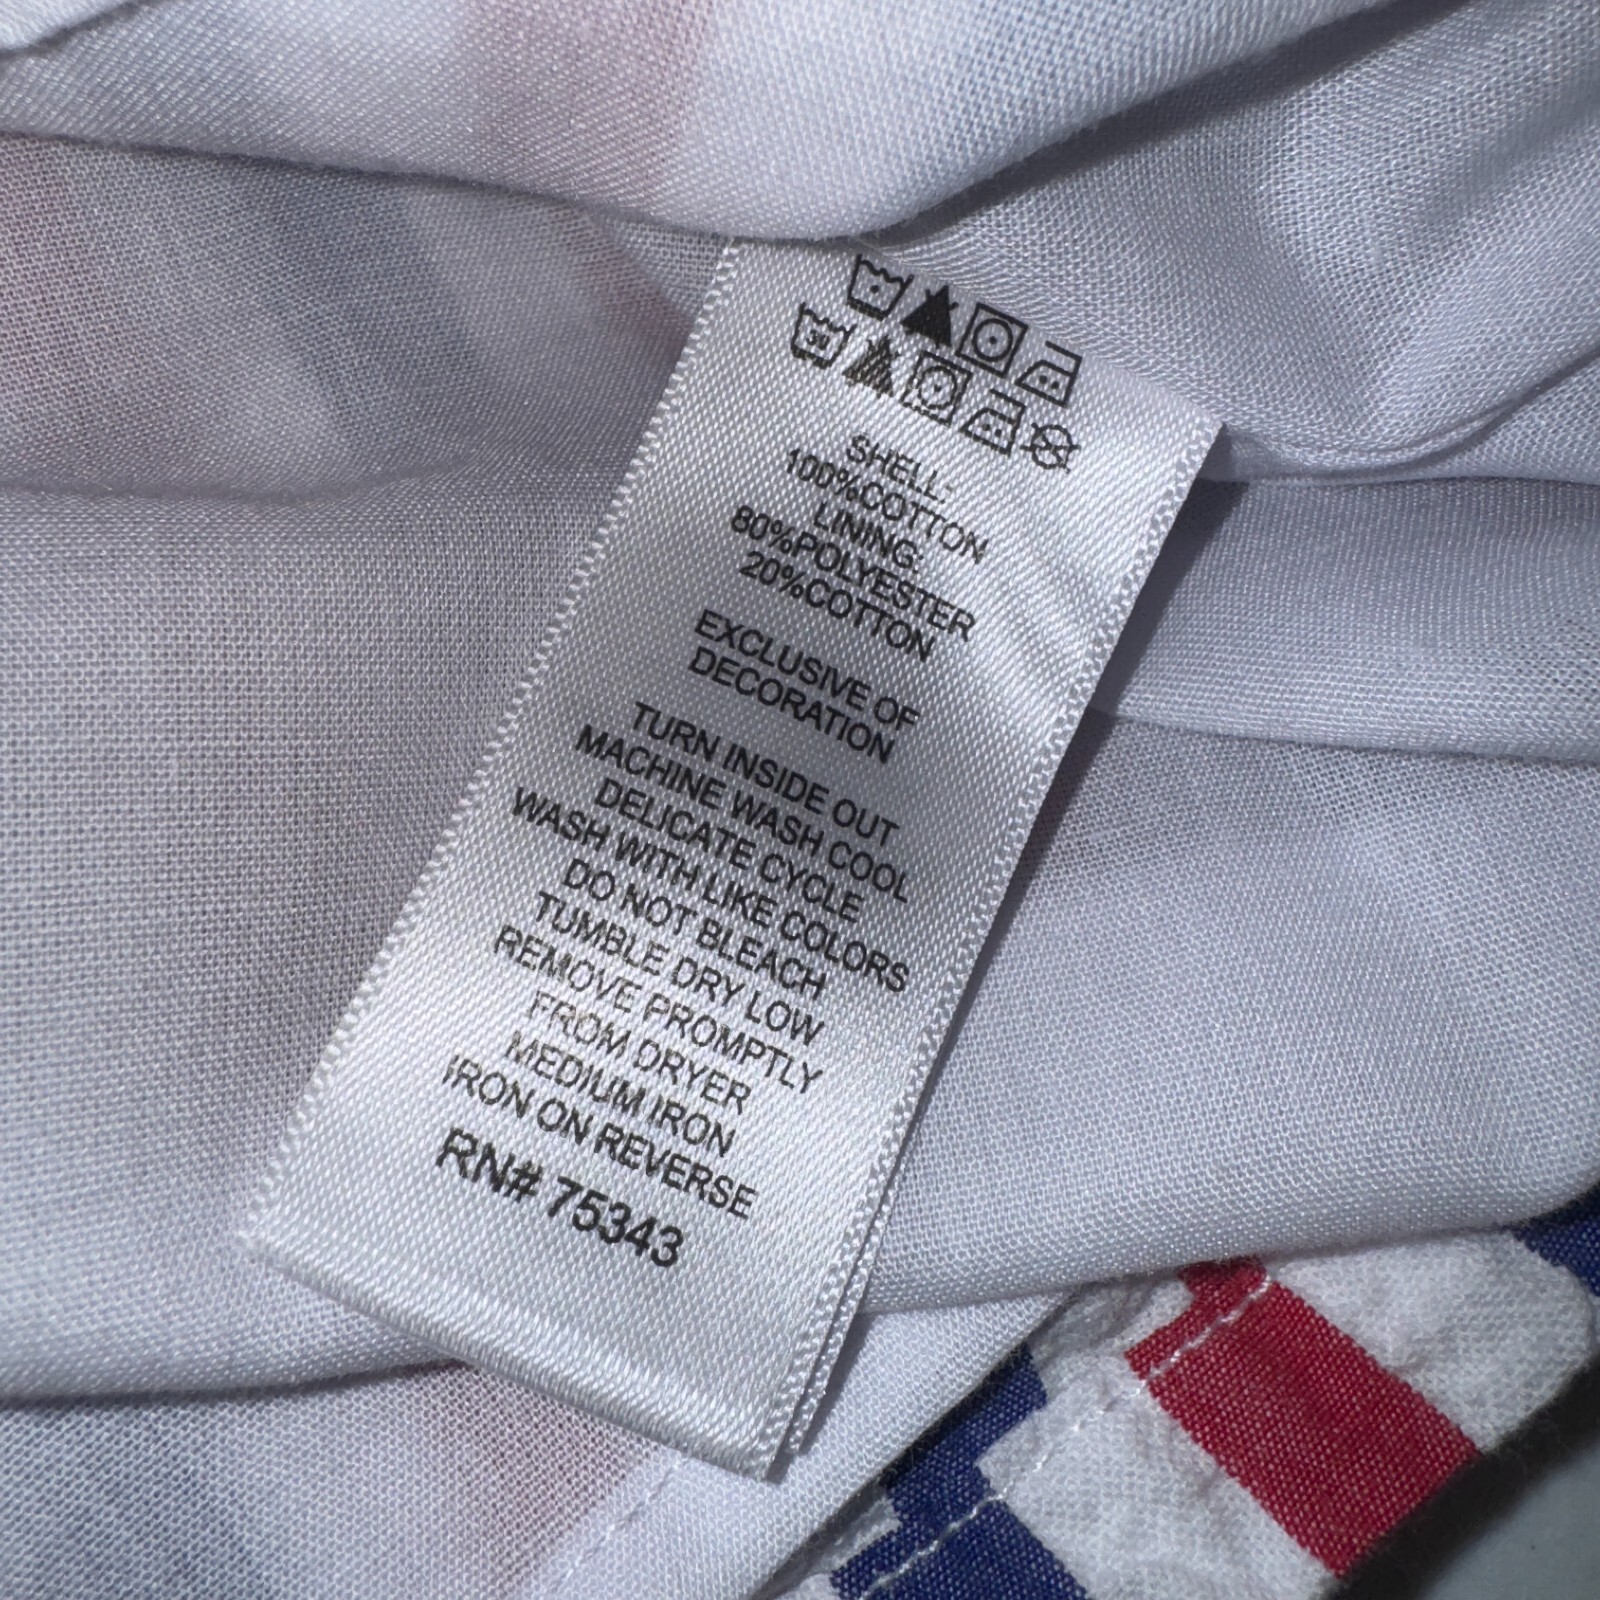 30
SHELL:
100%COTTON
LINING:
80%POLYESTER
20%COTTON
EXCLUSIVE OF
DECORATION
TURN INSIDE OUT
MACHINE WASH COOL
DELICATE CYCLE
WASH WITH LIKE COLORS
DO NOT BLEACH
TUMBLE DRY LOW
REMOVE PROMPTLY
FROM DRYER
MEDIUM IRON
IRON ON REVERSE
RN# 75343